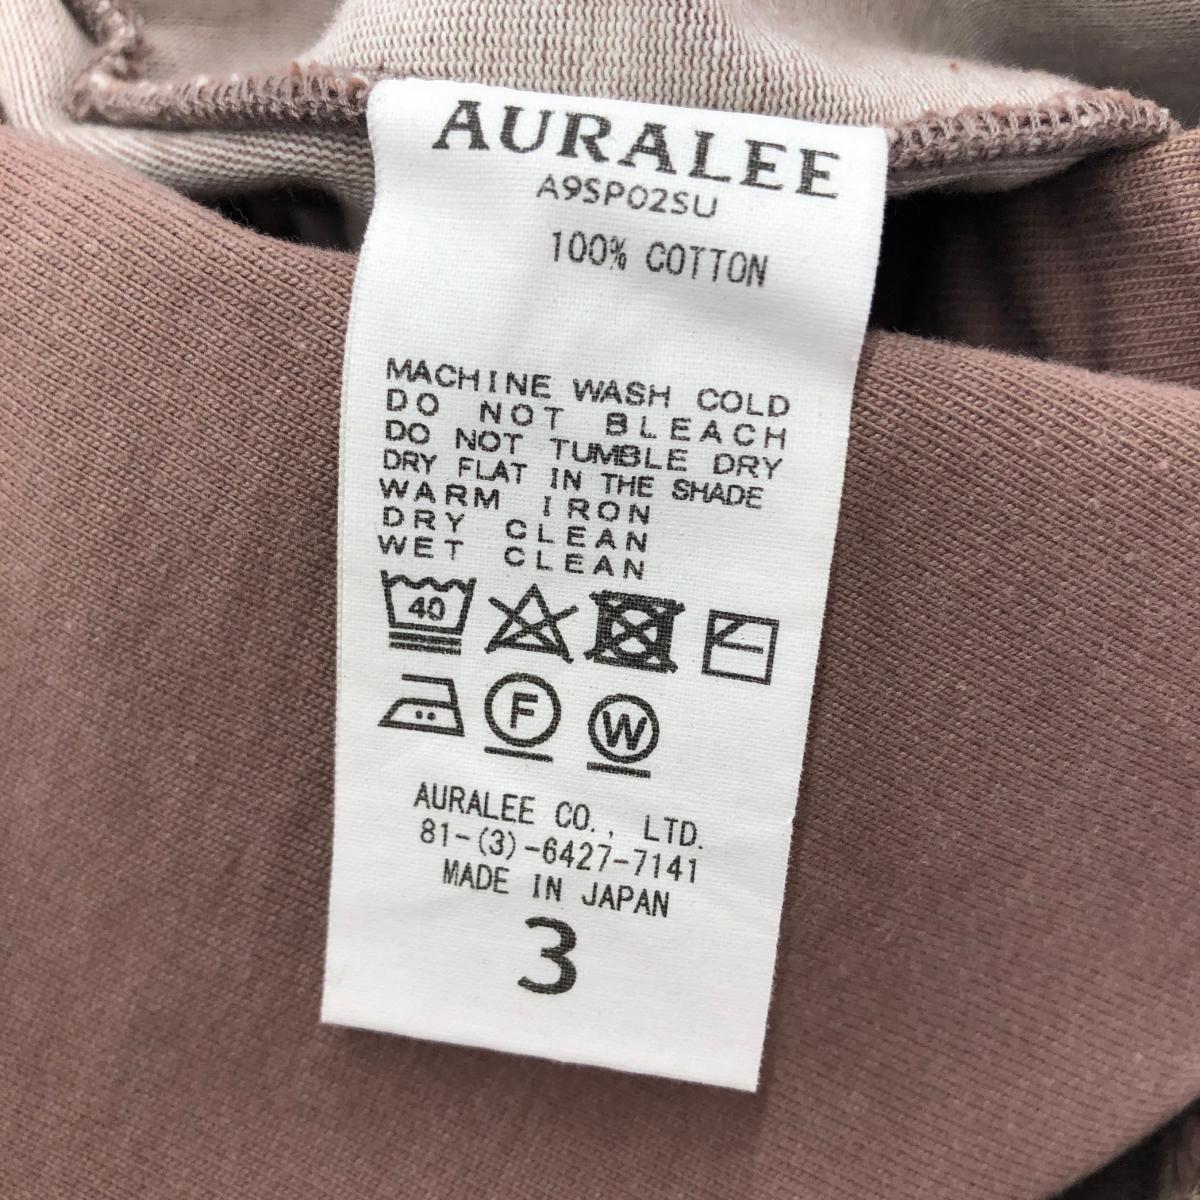 AURALEE
A9SP02SU
100% COTTON
MACHINE WASH COLD
DO NOT BLEACH
DO NOT TUMBLE DRY
DRY FLAT IN THE SHADE
WARM IRON
DRY CLEAN
WET CLEAN
40
F W
AURALEE CO., LTD.
81-(3)-6427-7141
MADE IN JAPAN
3